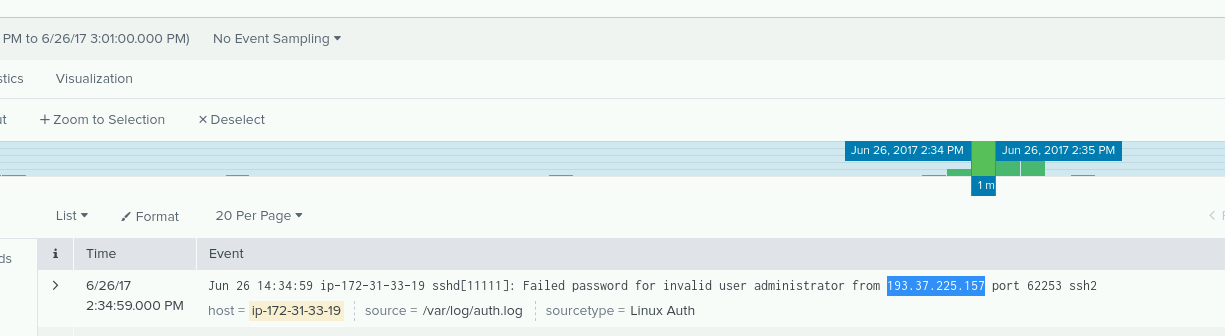 PM to 6/26/17 3:01:00.000 PM) No Event Sampling
stics Visualization
ut + Zoom to Selection × Deselect
Jun 26, 2017 2:34 PM Jun 26, 2017 2:35 PM
1 m
List Format 20 Per Page < F
ds i Time Event
> 6/26/17 Jun 26 14:34:59 ip-172-31-33-19 sshd[11111]: Failed password for invalid user administrator from 193.37.225.157 port 62253 ssh2
2:34:59.000 PM host = ip-172-31-33-19 source = /var/log/auth.log sourcetype = Linux Auth